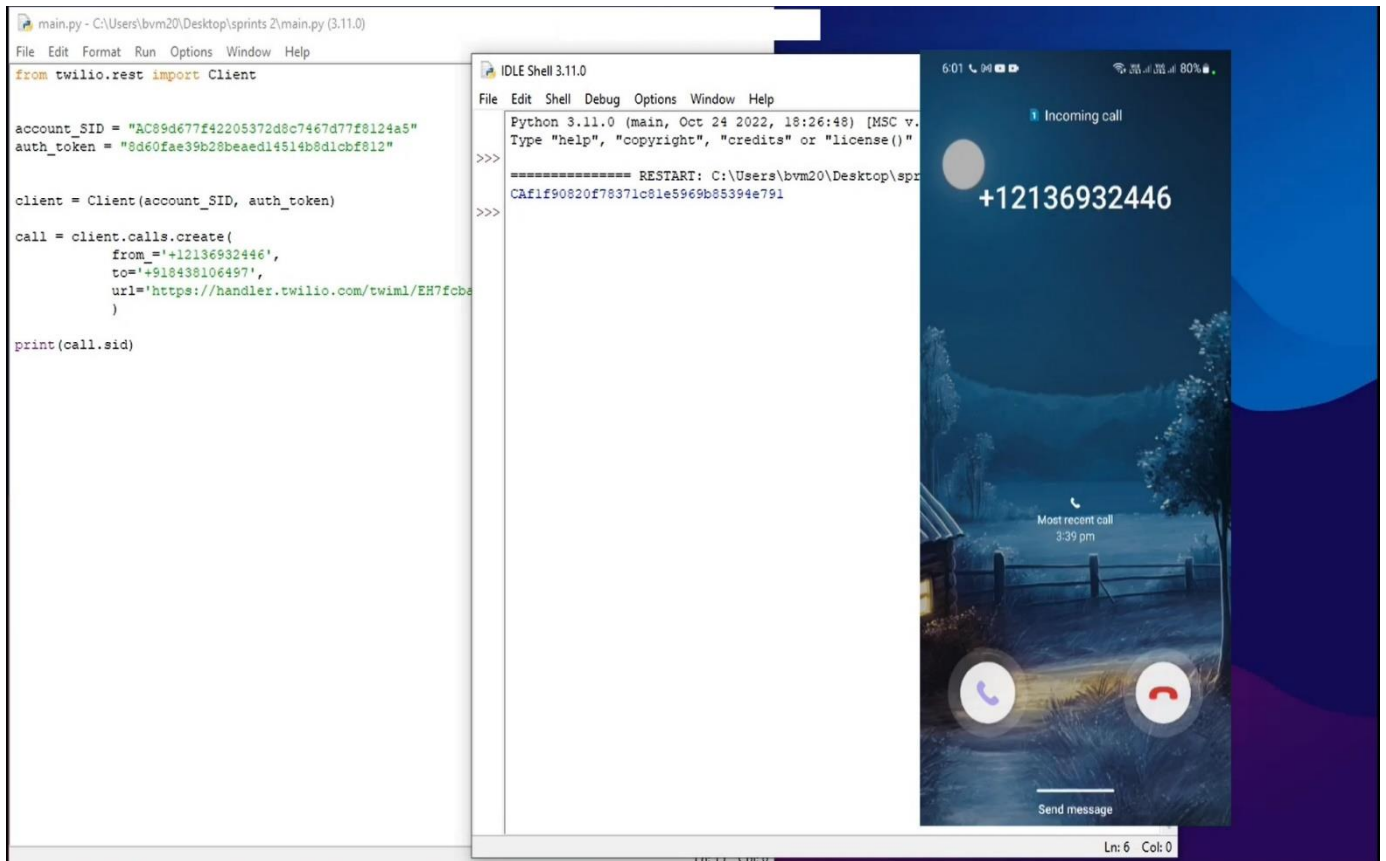 main.py - C:\Users\bvm20\Desktop\sprints 2\main.py (3.11.0)
File Edit Format Run Options Window Help
from twilio.rest import Client
account_SID = "AC89d677f42205372d8c7467d77f8124a5"
auth_token = "8d60fae39b28beaed14514b8d1cbf812"
client = Client(account_SID, auth_token)
call = client.calls.create(
from_='+12136932446',
to='+918438106497',
url='https://handler.twilio.com/twiml/EH7fcba
)
print(call.sid)
IDLE Shell 3.11.0
File Edit Shell Debug Options Window Help
Python 3.11.0 (main, Oct 24 2022, 18:26:48) [MSC v.
Type "help", "copyright", "credits" or "license()"
>>>
=============== RESTART: C:\Users\bvm20\Desktop\spr
CAf1f90820f78371c81e5969b85394e791
>>>
Ln: 6 Col: 0
6:01 80%
1 Incoming call
+12136932446
Most recent call
3:39 pm
Send message